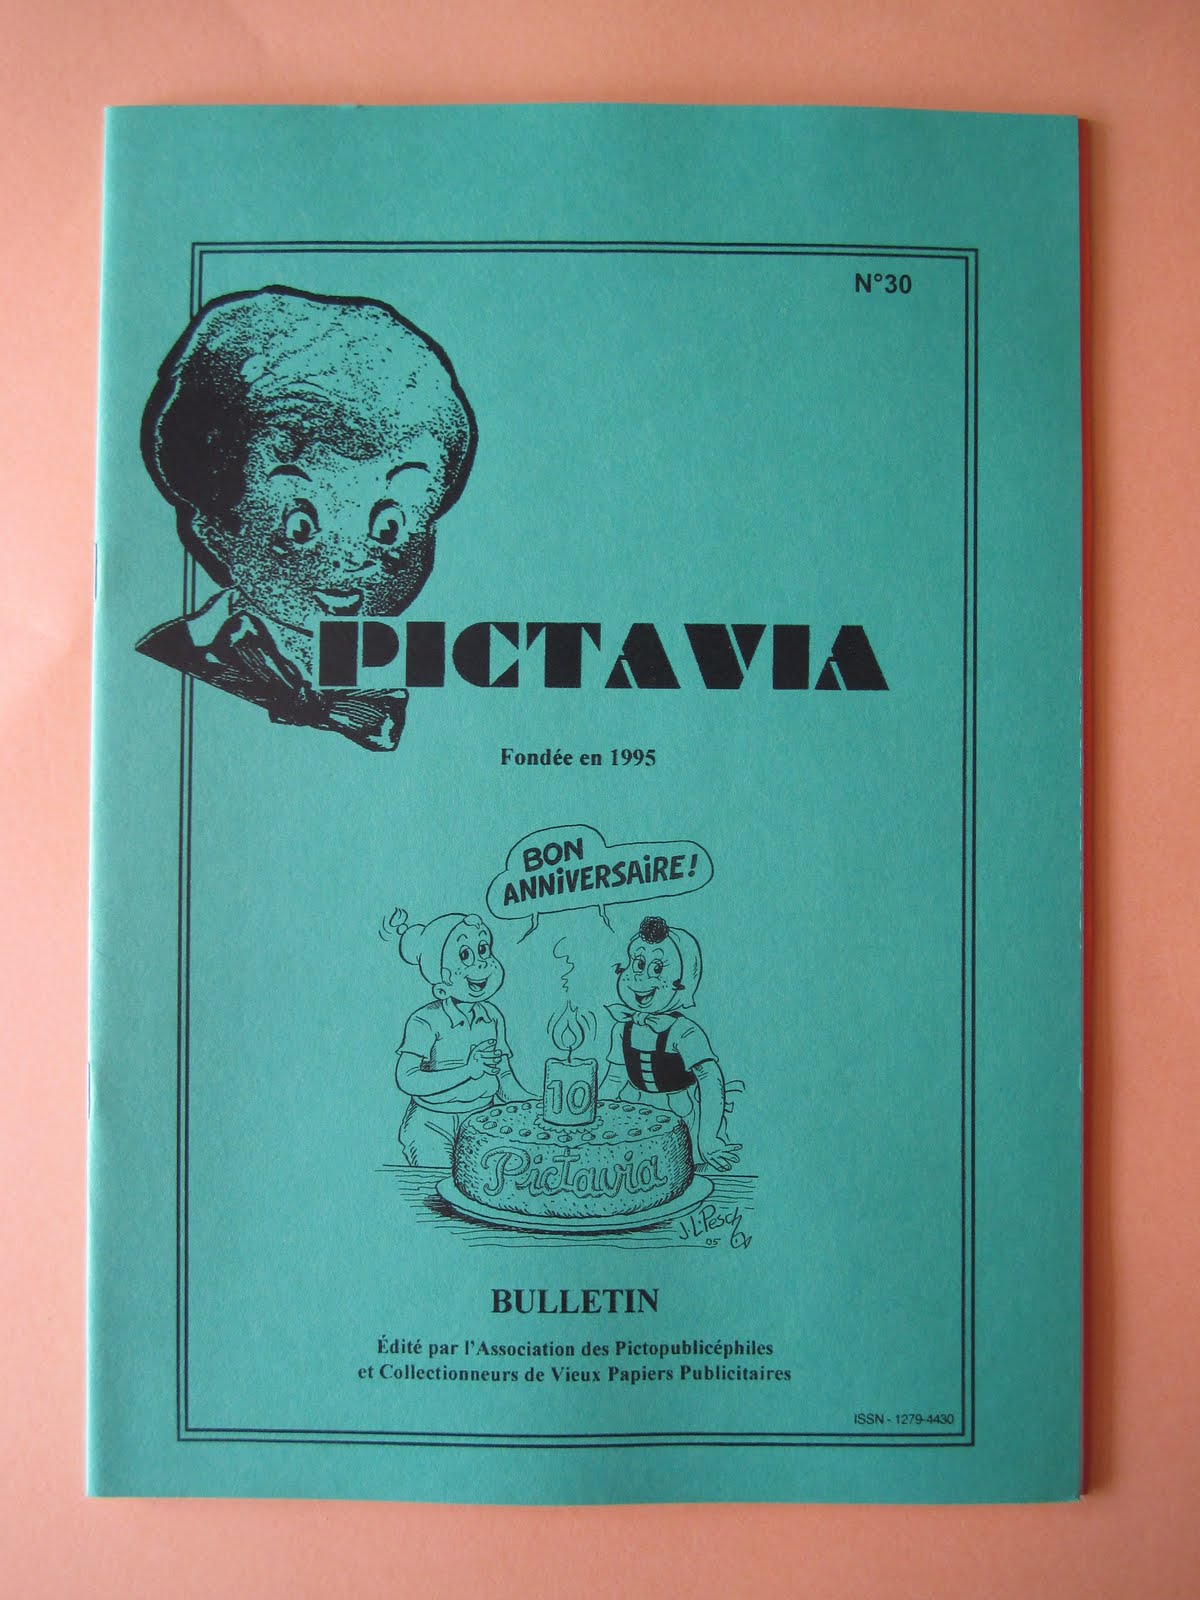 N°30
PICTAVIA
Fondée en 1995
BON
ANNiVERSAiRE!
10
Pictavia
J.L.Pesch
05
BULLETIN
Édité par l'Association des Pictopublicéphiles
et Collectionneurs de Vieux Papiers Publicitaires
ISSN - 1279-4430